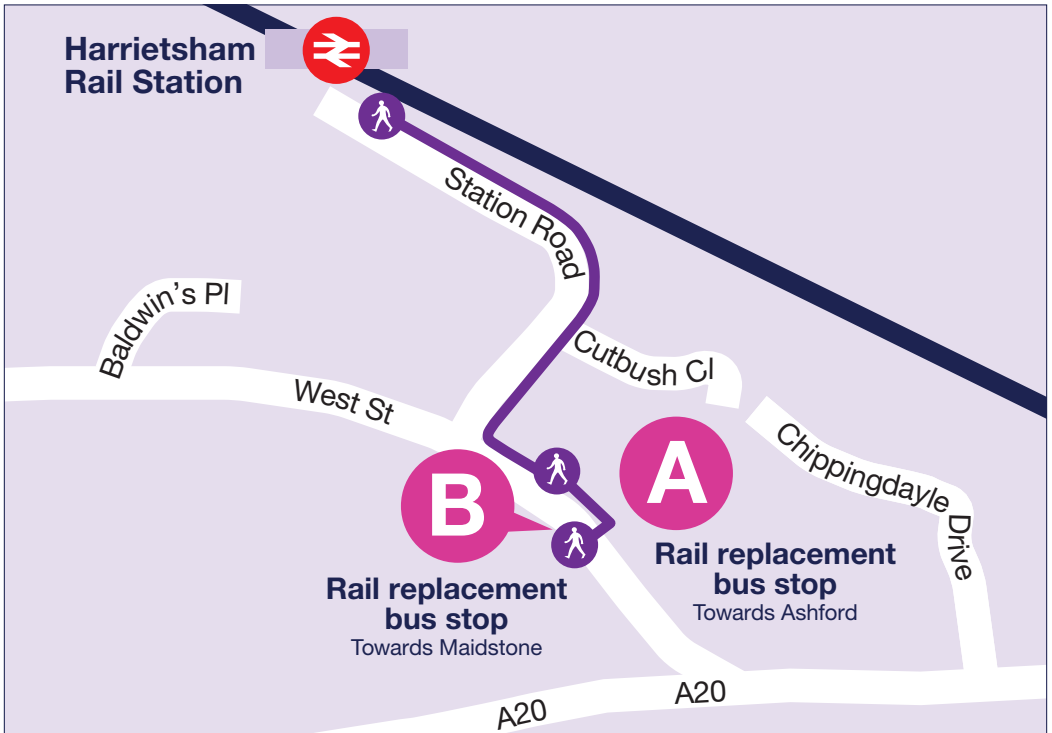 Harrietsham
Rail Station
Station Road
Baldwin's Pl
Cutbush Cl
West St
Chippingdayle Drive
A
B
Rail replacement
bus stop
Towards Ashford
Rail replacement
bus stop
Towards Maidstone
A20
A20